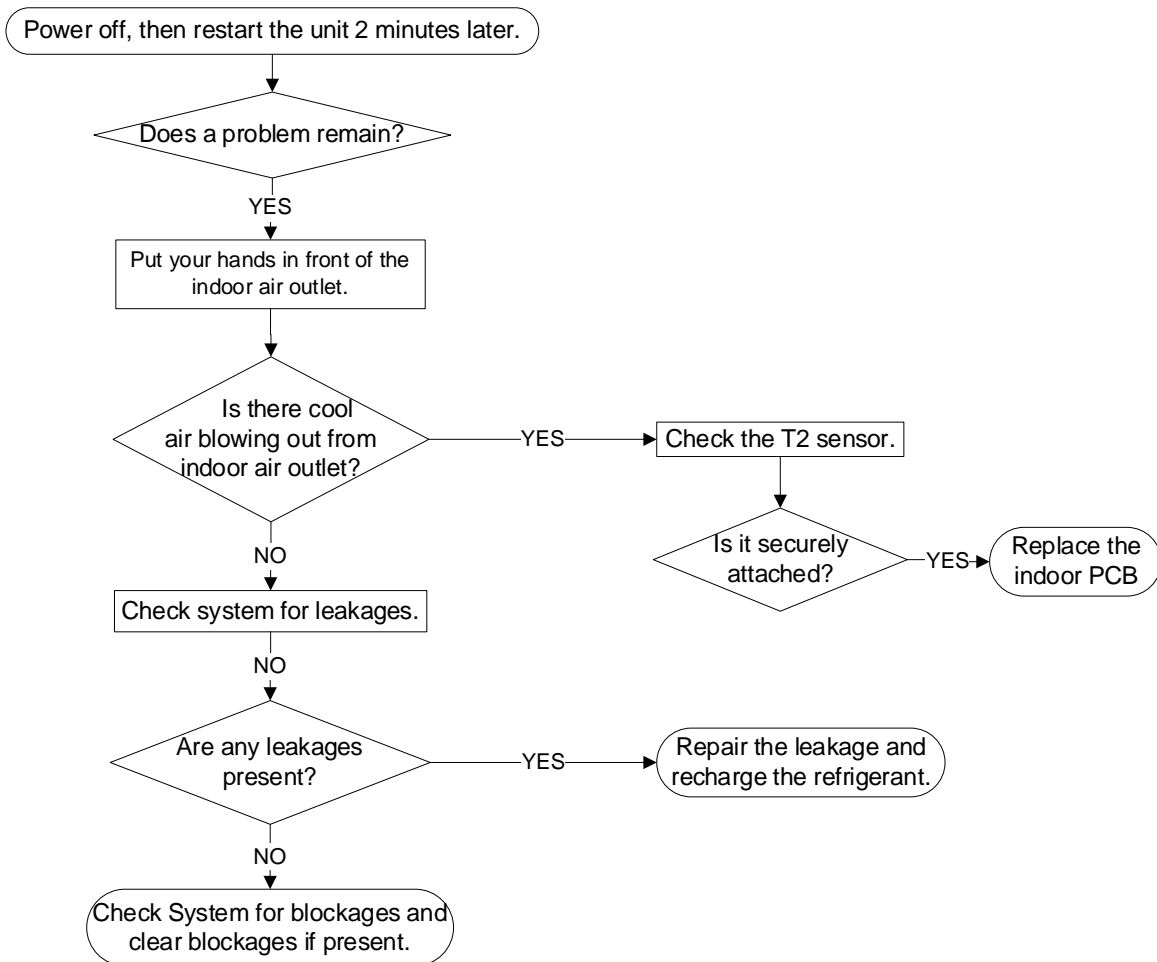 Power off, then restart the unit 2 minutes later.
Does a problem remain?
YES
Put your hands in front of the
indoor air outlet.
Is there cool
air blowing out from
indoor air outlet?
YES
Check the T2 sensor.
Is it securely
attached?
YES
Replace the
indoor PCB
NO
Check system for leakages.
NO
Are any leakages
present?
YES
Repair the leakage and
recharge the refrigerant.
NO
Check System for blockages and
clear blockages if present.